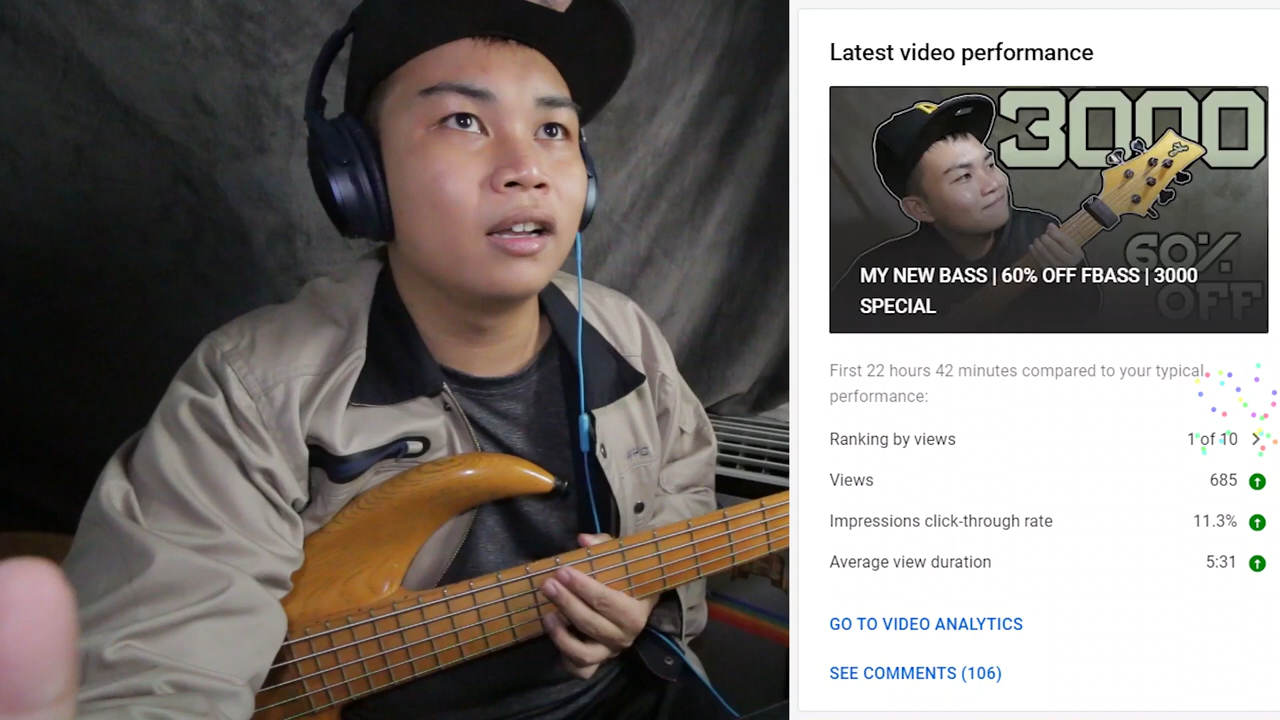 Latest video performance
3000
60%
OFF
MY NEW BASS | 60% OFF FBASS | 3000
SPECIAL
First 22 hours 42 minutes compared to your typical
performance:
Ranking by views 1 of 10
Views 685
Impressions click-through rate 11.3%
Average view duration 5:31
GO TO VIDEO ANALYTICS
SEE COMMENTS (106)